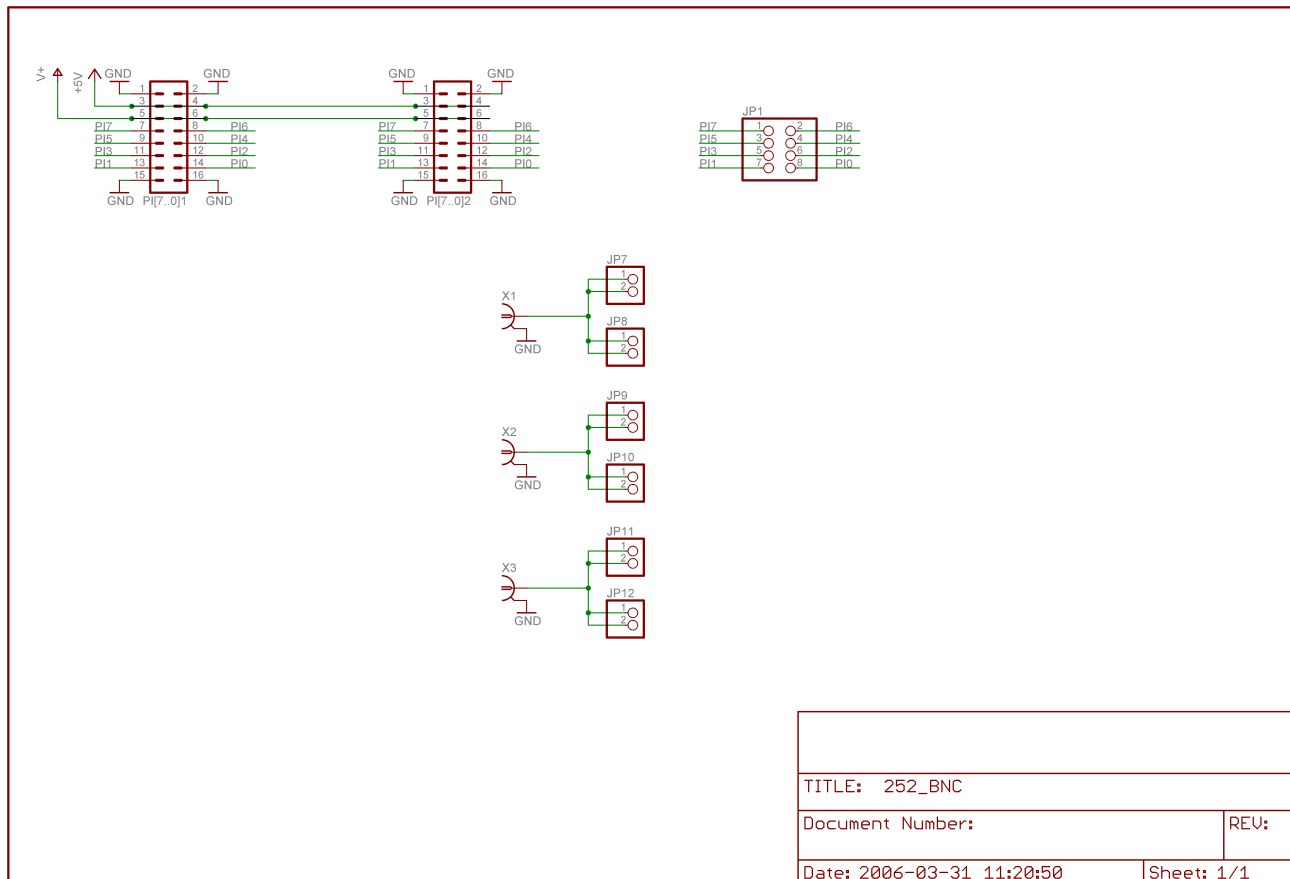 V+
+5V
GND
GND
1
2
3
4
5
6
PI7
7
8
PI6
PI5
9
10
PI4
PI3
11
12
PI2
PI1
13
14
PI0
15
16
GND
PI[7..0]1
GND
GND
GND
1
2
3
4
5
6
PI7
7
8
PI6
PI5
9
10
PI4
PI3
11
12
PI2
PI1
13
14
PI0
15
16
GND
PI[7..0]2
GND
JP1
PI7
1
2
PI6
PI5
3
4
PI4
PI3
5
6
PI2
PI1
7
8
PI0
JP7
1
2
X1
GND
JP8
1
2
JP9
1
2
X2
GND
JP10
1
2
JP11
1
2
X3
GND
JP12
1
2
TITLE: 252_BNC
Document Number:
REV:
Date: 2006-03-31 11:20:50
Sheet: 1/1